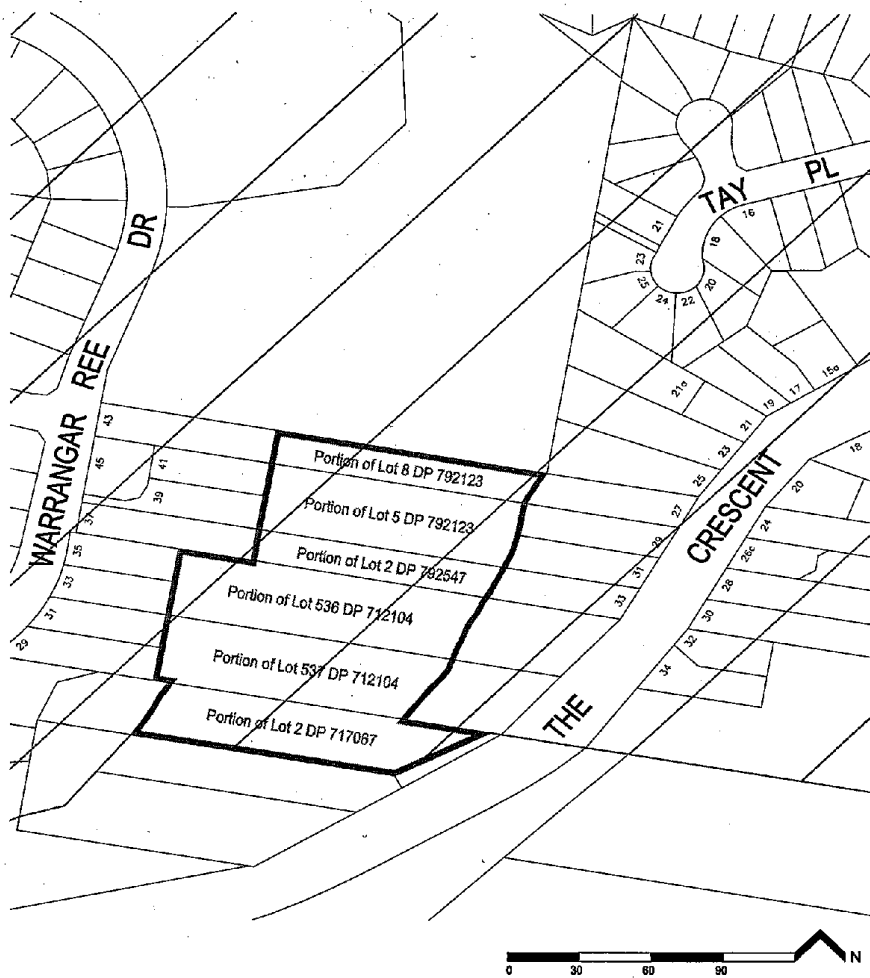 TAY PL
16
21
18
23
25
24
22
20
WARRANGAR REE DR
43
45
41
39
37
35
33
31
29
21a
15a
17
19
21
23
25
27
29
31
33
18
20
24
26c
28
30
32
34
THE CRESCENT
Portion of Lot 8 DP 792123
Portion of Lot 5 DP 792123
Portion of Lot 2 DP 792547
Portion of Lot 536 DP 712104
Portion of Lot 537 DP 712104
Portion of Lot 2 DP 717067
0 30 60 90
N